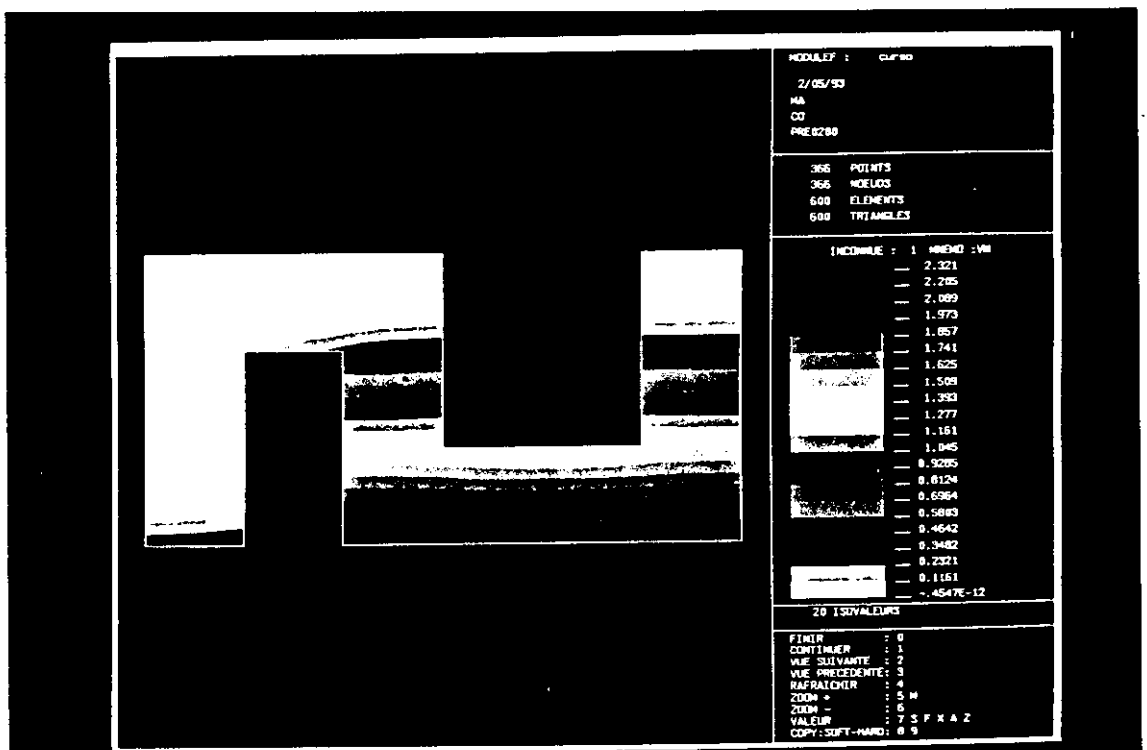 MODULEF : curso
2/05/93
MA
CO
PRE0200
366 POINTS
366 NOEUDS
600 ELEMENTS
600 TRIANGLES
INCONNUE : 1 MNEMO :VM
2.321
2.205
2.089
1.973
1.857
1.741
1.625
1.509
1.393
1.277
1.161
1.045
0.9285
0.8124
0.6964
0.5803
0.4642
0.3482
0.2321
0.1161
-.4547E-12
20 ISOVALEURS
FINIR : 0
CONTINUER : 1
VUE SUIVANTE : 2
VUE PRECEDENTE: 3
RAFRAICHIR : 4
ZOOM + : 5 M
ZOOM - : 6
VALEUR : 7 S F X A Z
COPY:SOFT-HARD: 8 9